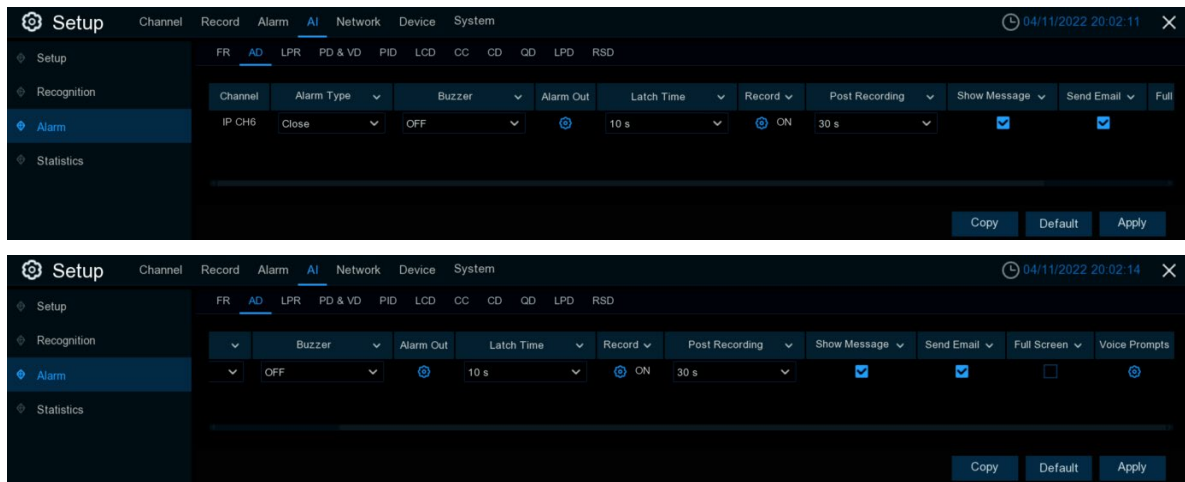 Setup Channel Record Alarm AI Network Device System 04/11/2022 20:02:11
Setup FR AD LPR PD & VD PID LCD CC CD QD LPD RSD
Recognition Channel Alarm Type Buzzer Alarm Out Latch Time Record Post Recording Show Message Send Email Full
Alarm IP CH6 Close OFF 10 s ON 30 s
Statistics
Copy Default Apply
Setup Channel Record Alarm AI Network Device System 04/11/2022 20:02:14
Setup FR AD LPR PD & VD PID LCD CC CD QD LPD RSD
Recognition Buzzer Alarm Out Latch Time Record Post Recording Show Message Send Email Full Screen Voice Prompts
Alarm OFF 10 s ON 30 s
Statistics
Copy Default Apply